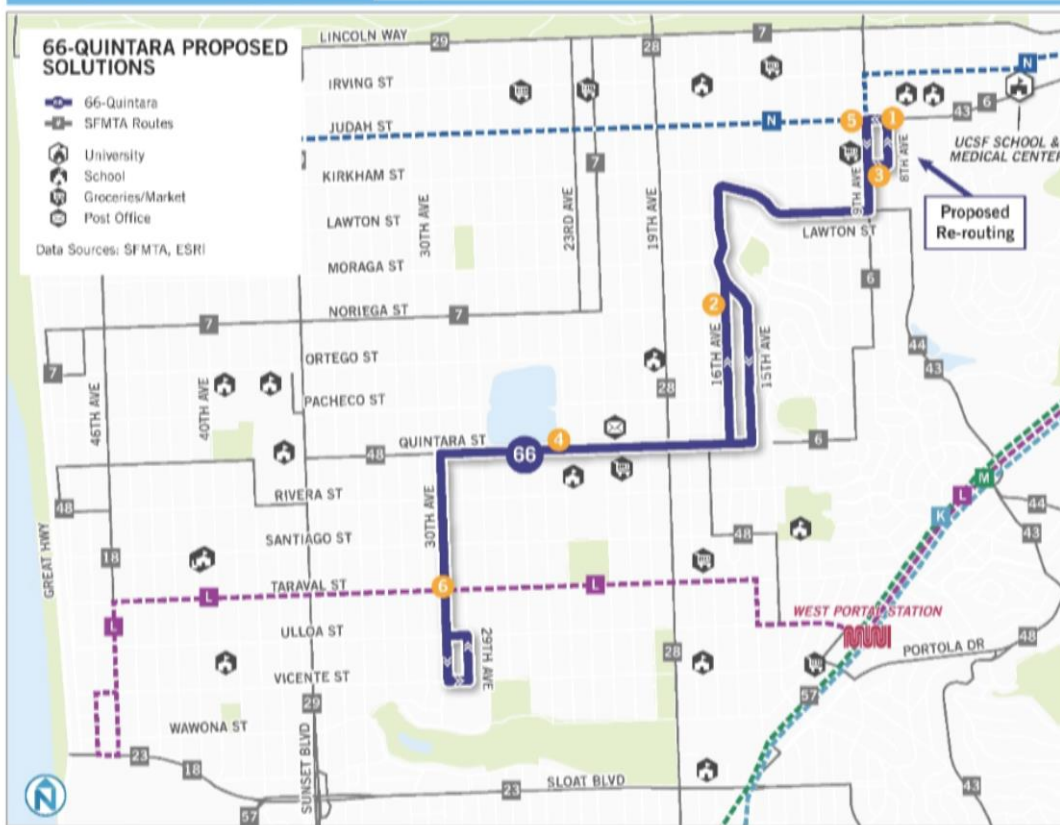 66-QUINTARA PROPOSED
SOLUTIONS
66-Quintara
SFMTA Routes
University
School
Groceries/Market
Post Office
Data Sources: SFMTA, ESRI
LINCOLN WAY
29
28
7
IRVING ST
N
JUDAH ST
N
5
1
43
6
UCSF SCHOOL &
MEDICAL CENTER
KIRKHAM ST
7
3
8TH AVE
9TH AVE
Proposed
Re-routing
30TH AVE
23RD AVE
19TH AVE
LAWTON ST
LAWTON ST
MORAGA ST
6
NORIEGA ST
7
7
2
16TH AVE
15TH AVE
ORTEGO ST
44
43
7
28
46TH AVE
40TH AVE
PACHECO ST
QUINTARA ST
48
66
4
6
RIVERA ST
48
30TH AVE
M
L
K
44
43
SANTIAGO ST
48
18
GREAT HWY
TARAVAL ST
L
6
L
WEST PORTAL STATION
MUNI
L
ULLOA ST
29TH AVE
28
PORTOLA DR
48
VICENTE ST
57
29
WAWONA ST
SUNSET BLVD
23
18
SLOAT BLVD
23
43
57
N